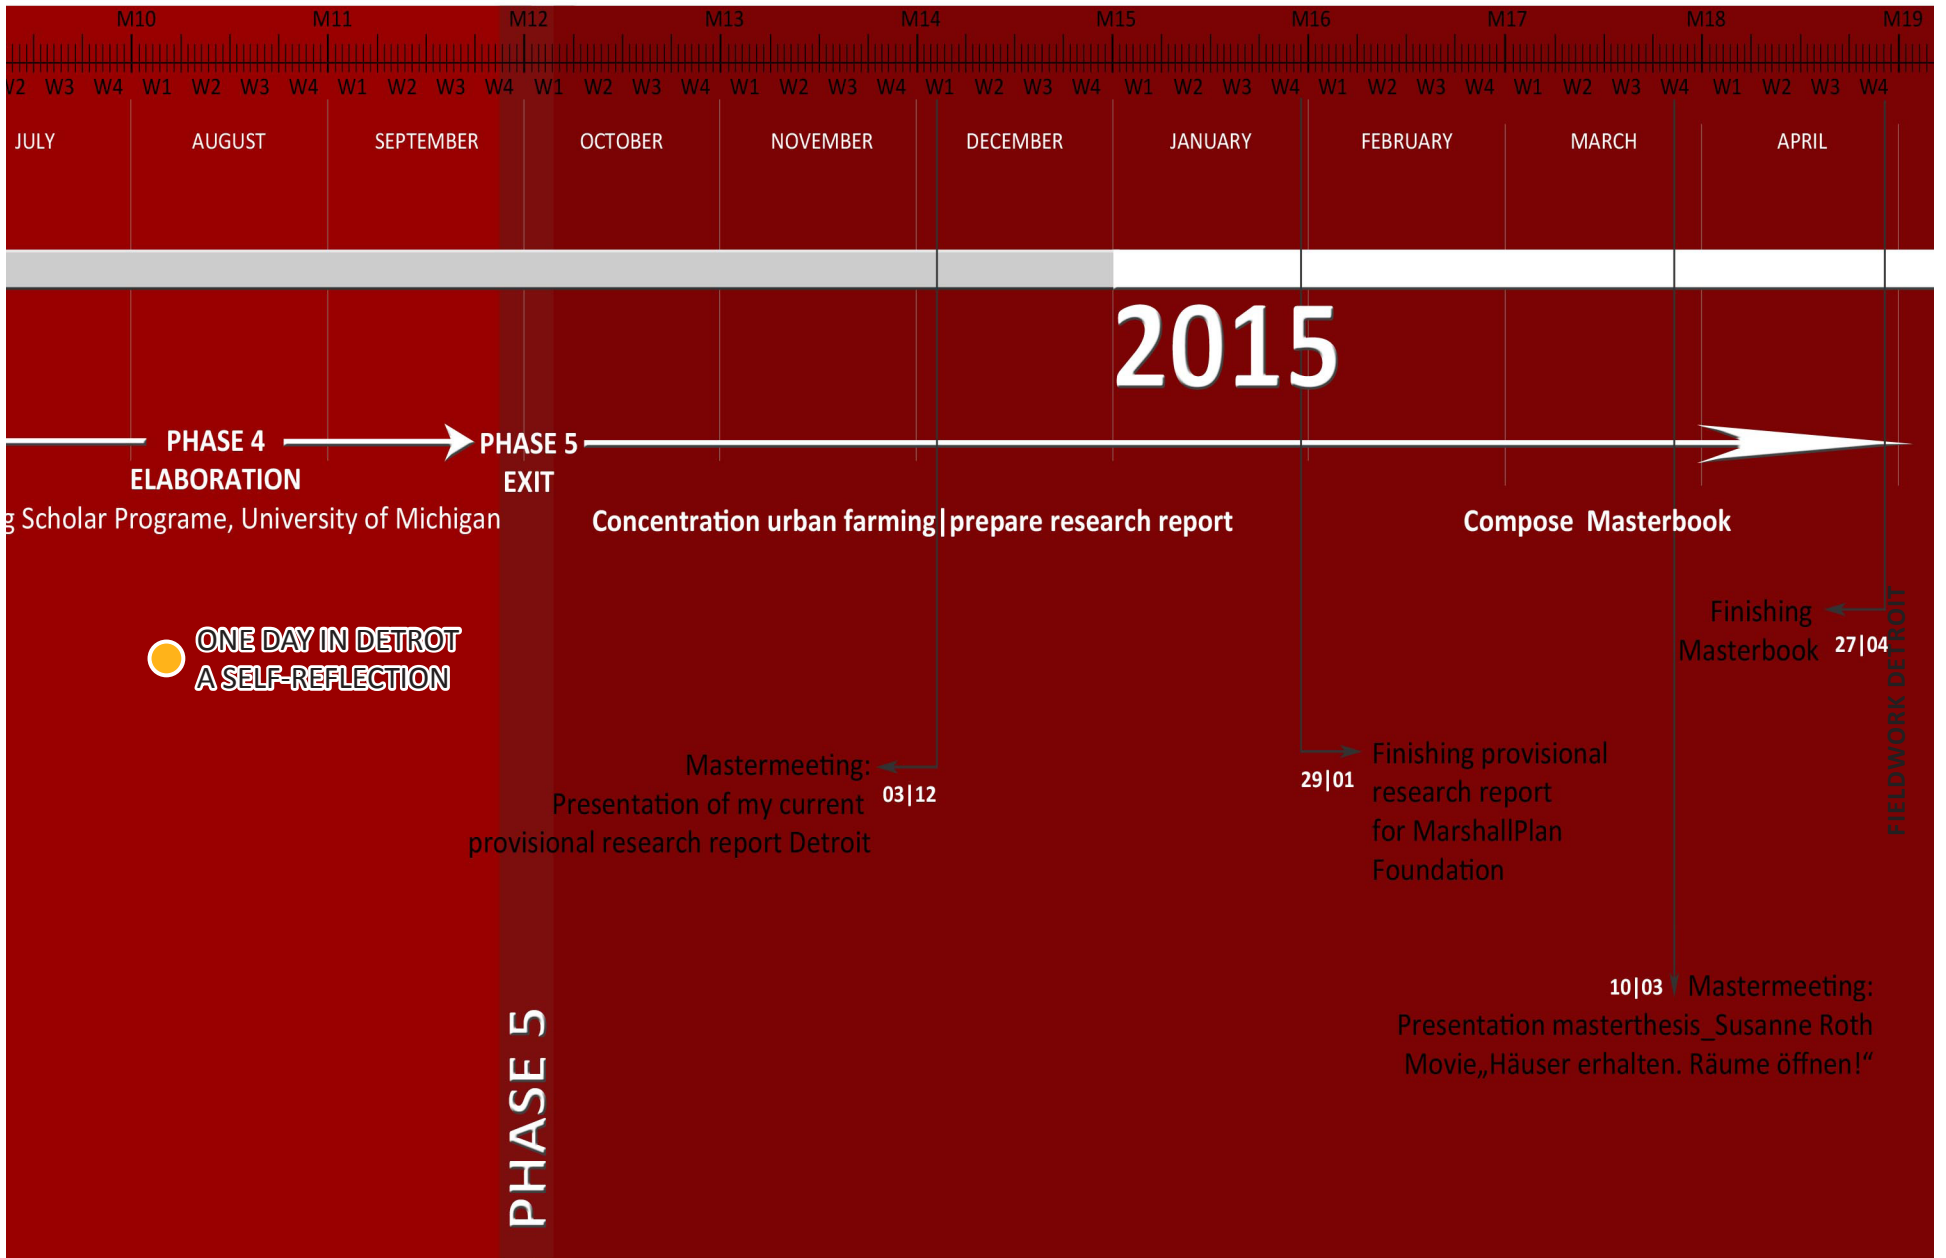 M10 M11 M12 M13 M14 M15 M16 M17 M18 M19
W2 W3 W4 W1 W2 W3 W4 W1 W2 W3 W4 W1 W2 W3 W4 W1 W2 W3 W4 W1 W2 W3 W4 W1 W2 W3 W4 W1 W2 W3 W4 W1 W2 W3 W4 W1 W2 W3 W4
JULY AUGUST SEPTEMBER OCTOBER NOVEMBER DECEMBER JANUARY FEBRUARY MARCH APRIL
2015
PHASE 4
ELABORATION
g Scholar Programe, University of Michigan
PHASE 5
EXIT
Concentration urban farming|prepare research report
Compose Masterbook
ONE DAY IN DETROT
A SELF-REFLECTION
Finishing
Masterbook 27|04
FIELDWORK DETROIT
Mastermeeting:
03|12
Presentation of my current
provisional research report Detroit
29|01
Finishing provisional
research report
for MarshallPlan
Foundation
10|03 Mastermeeting:
Presentation masterthesis_Susanne Roth
Movie„Häuser erhalten. Räume öffnen!“
PHASE 5